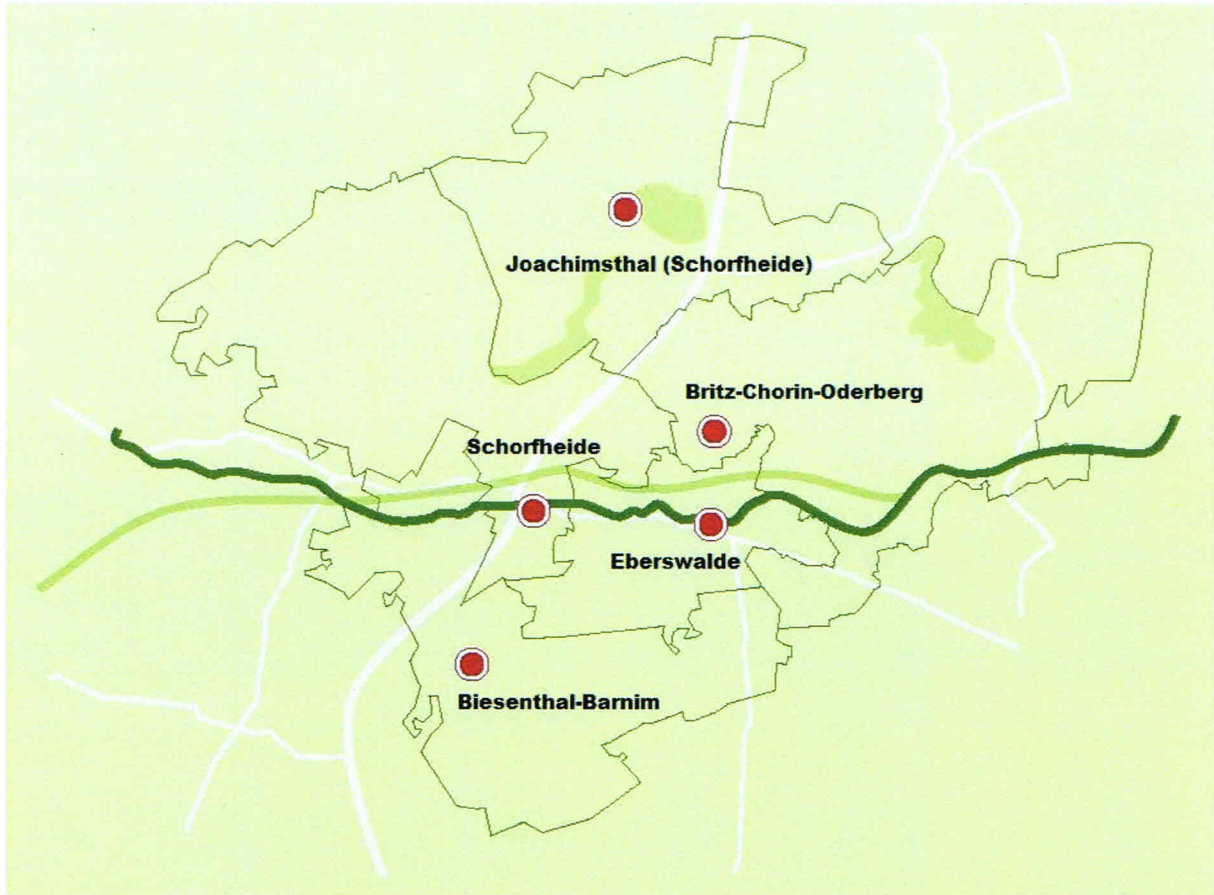 Joachimsthal (Schorfheide)
Britz-Chorin-Oderberg
Schorfheide
Eberswalde
Biesenthal-Barnim